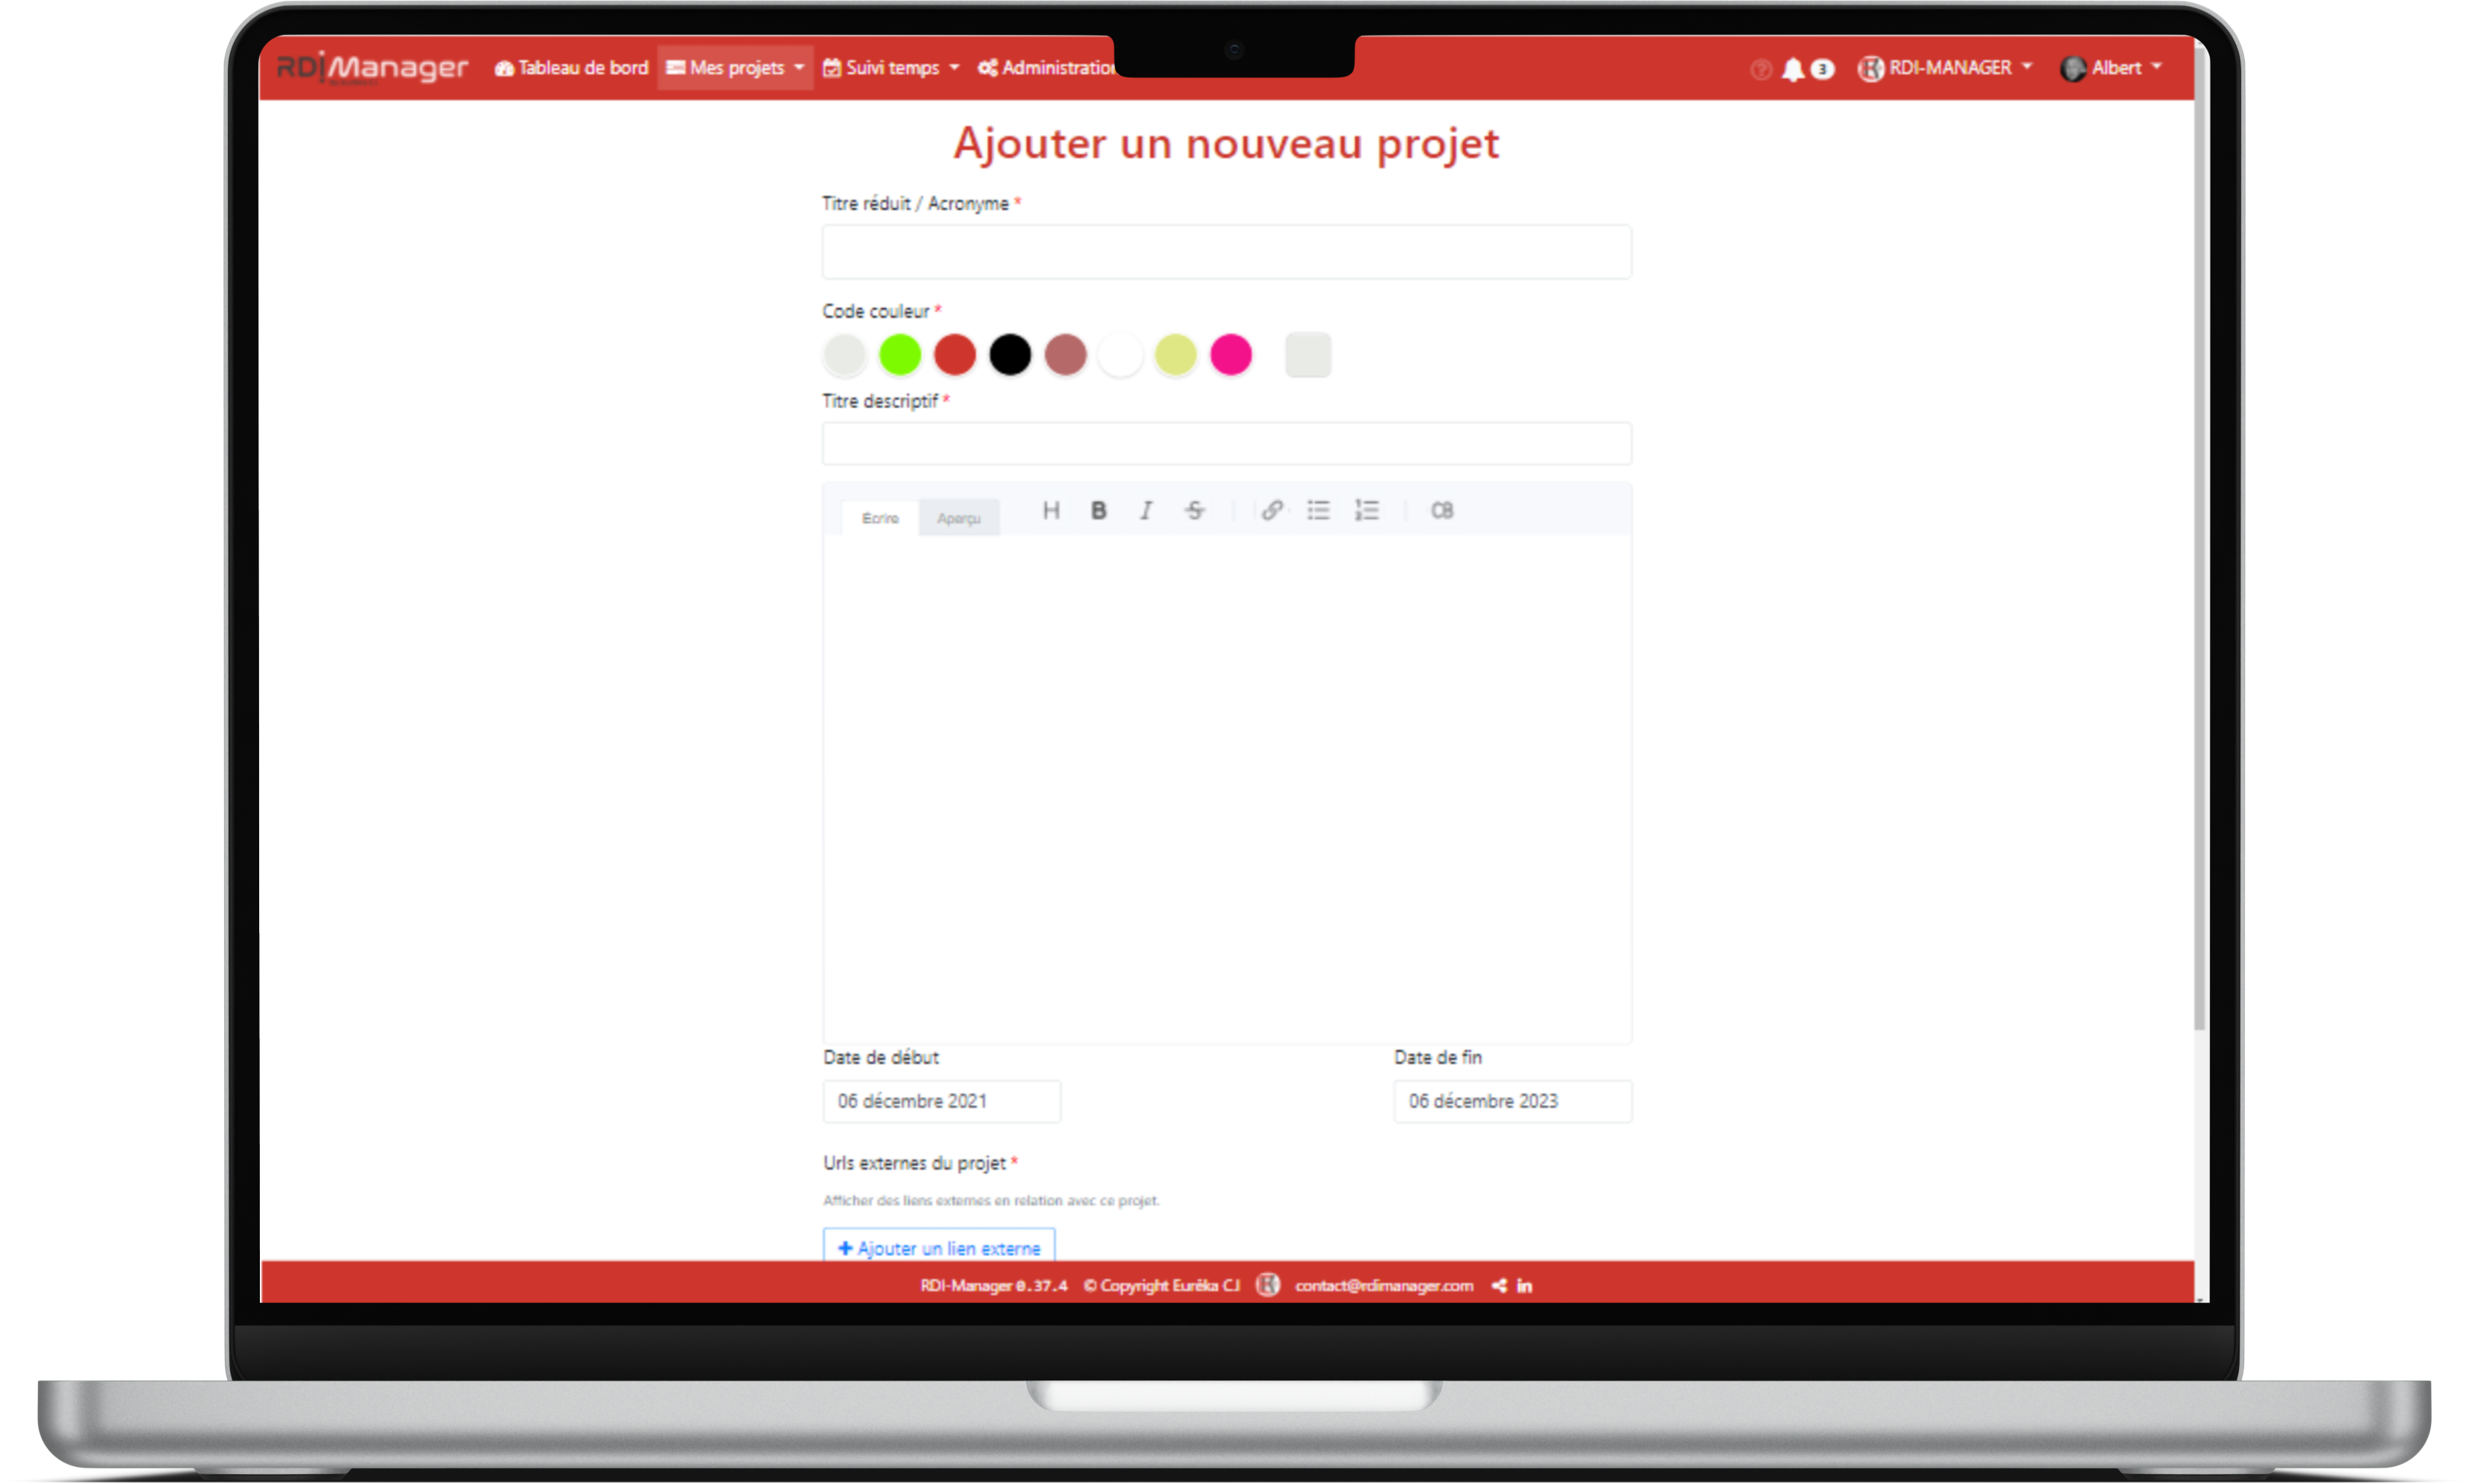 RDI Manager Tableau de bord Mes projets Suivi temps Administration 3 RDI-MANAGER Albert
Ajouter un nouveau projet
Titre réduit / Acronyme *
Code couleur *
Titre descriptif *
Écrire Aperçu H B I S CB
Date de début Date de fin
06 décembre 2021 06 décembre 2023
Urls externes du projet *
Afficher des liens externes en relation avec ce projet.
+ Ajouter un lien externe
RDI-Manager 0.37.4 © Copyright Eurêka C.I contact@rdimanager.com in